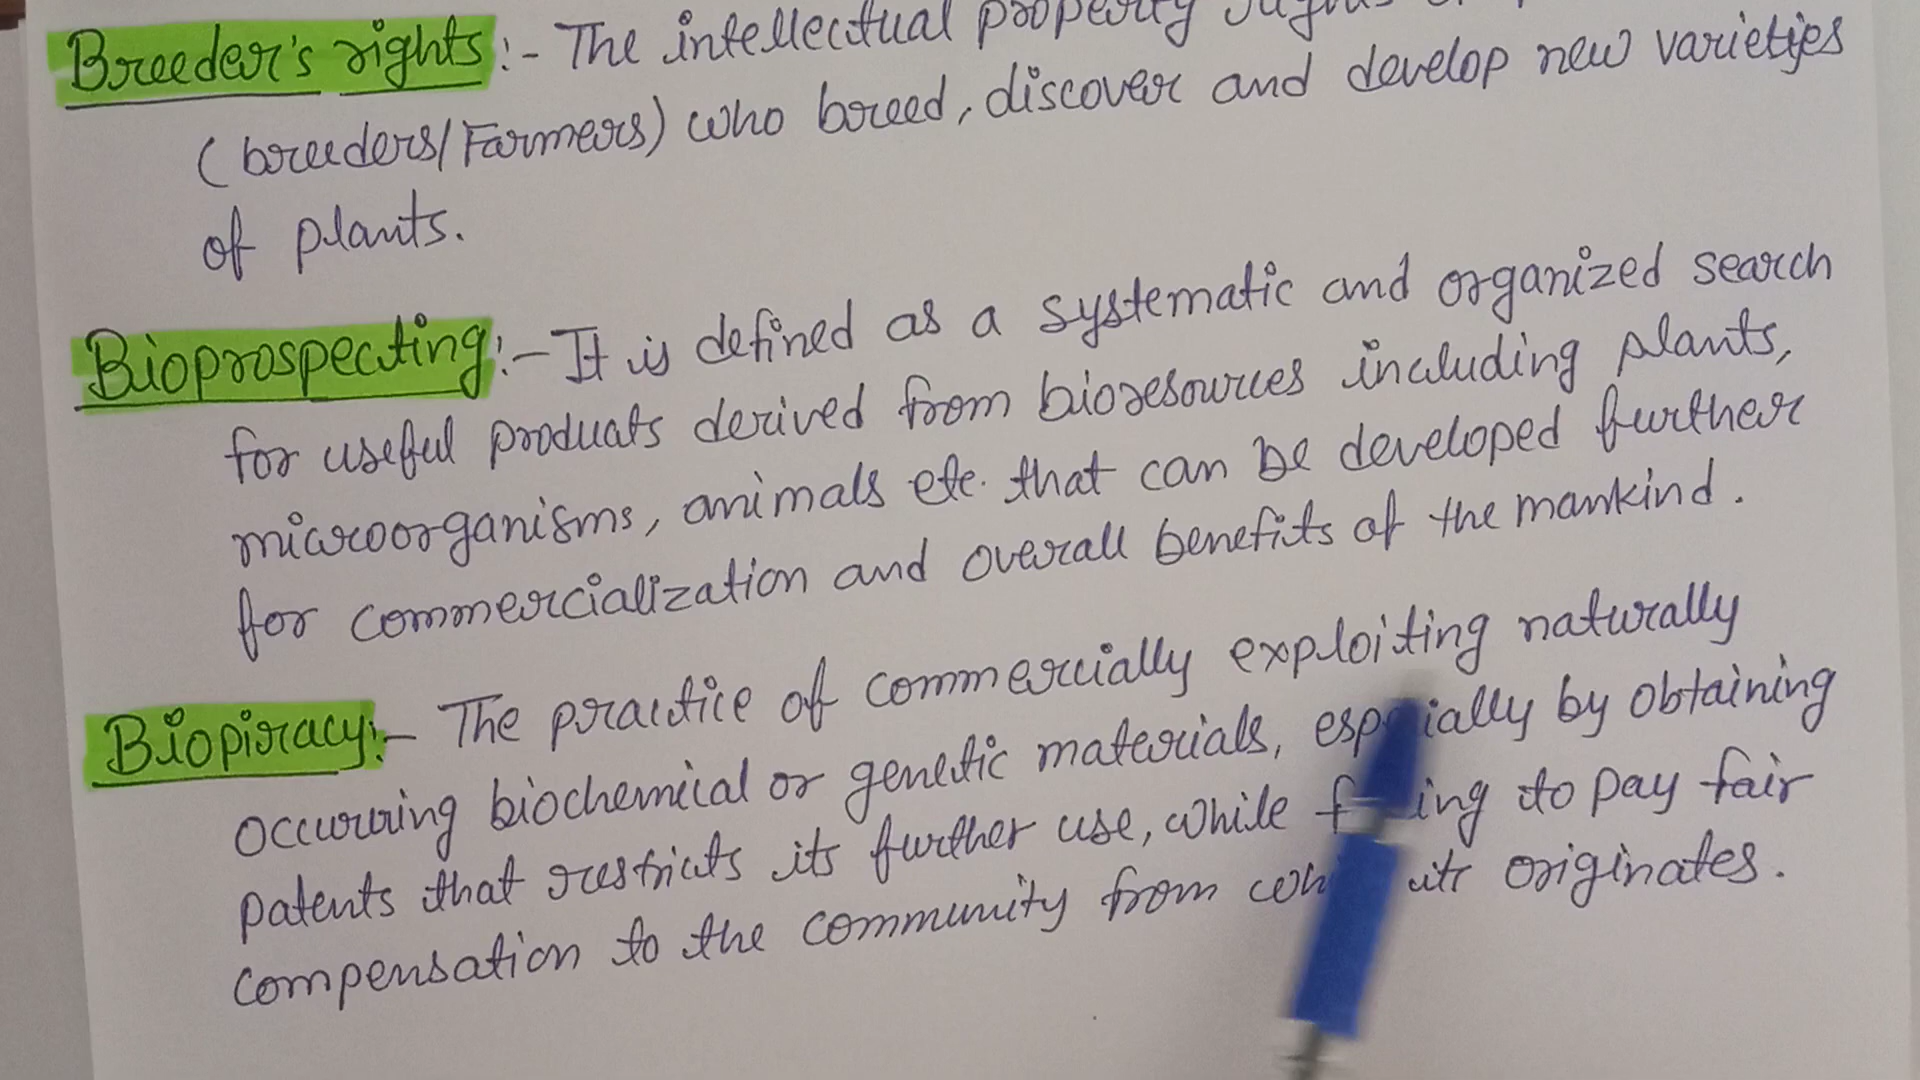 Breeder's rights :- The intellectual property
(breeders/Farmers) who breed, discover and develop new varieties
of plants.
Bioprospecting :- It is defined as a systematic and organized search
for useful products derived from bioresources including plants,
microorganisms, animals etc. that can be developed further
for commercialization and overall benefits of the mankind.
Biopiracy :- The practice of commercially exploiting naturally
occurring biochemical or genetic materials, especially by obtaining
patents that restricts its further use, while to pay fair
compensation to the community from originates.